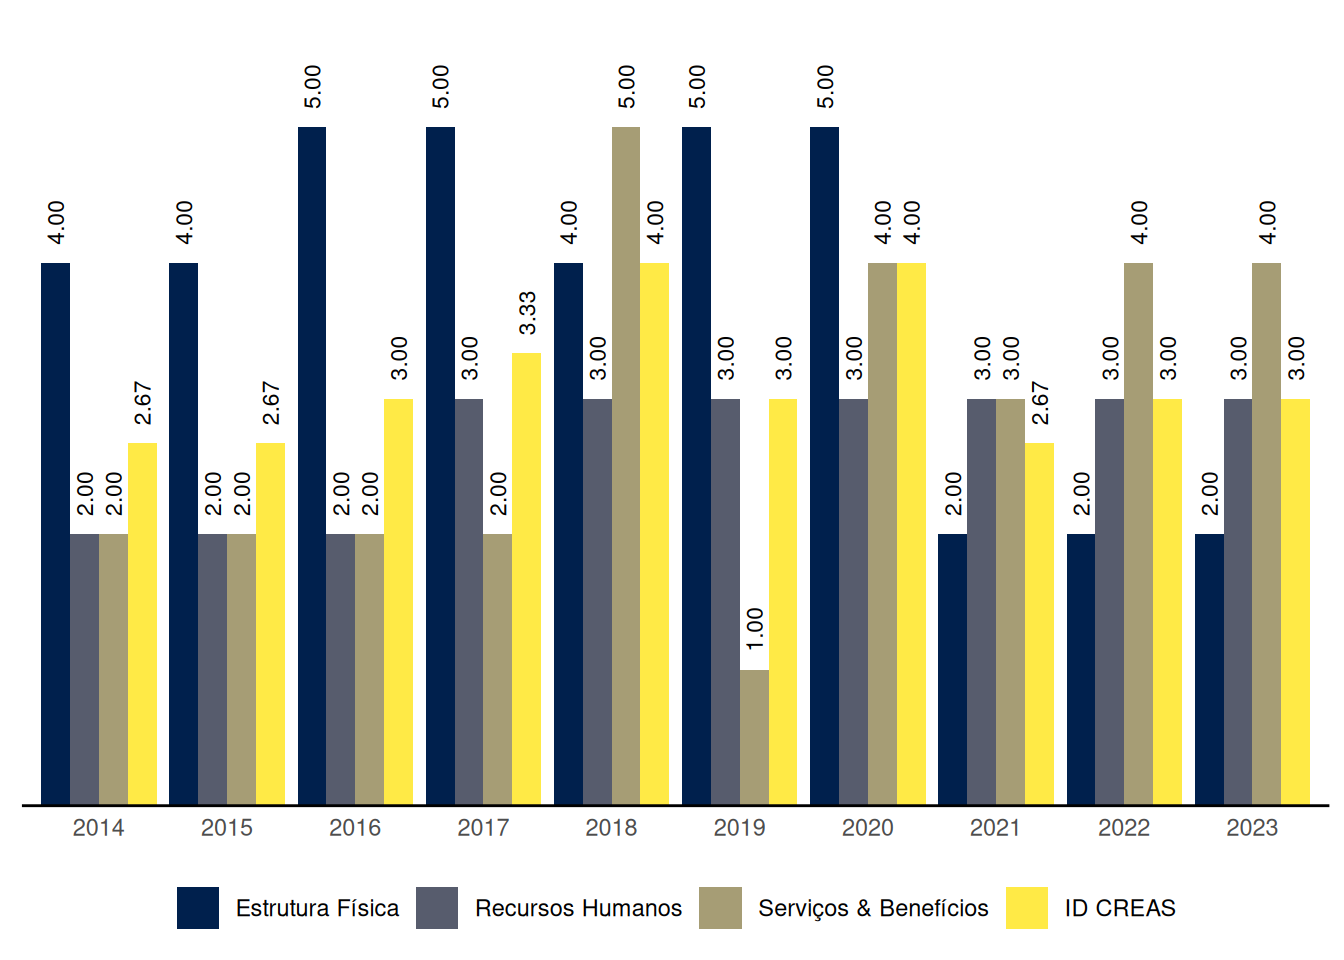 5.00 5.00 5.00 5.00 5.00
4.00 4.00 4.00 4.00 4.00 4.00 4.00 4.00
3.33
3.00 3.00 3.00 3.00 3.00 3.00 3.00 3.00 3.00 3.00 3.00 3.00
2.67 2.67 2.67
2.00 2.00 2.00 2.00 2.00 2.00 2.00 2.00 2.00 2.00
1.00
2014 2015 2016 2017 2018 2019 2020 2021 2022 2023
Estrutura Física Recursos Humanos Serviços & Benefícios ID CREAS